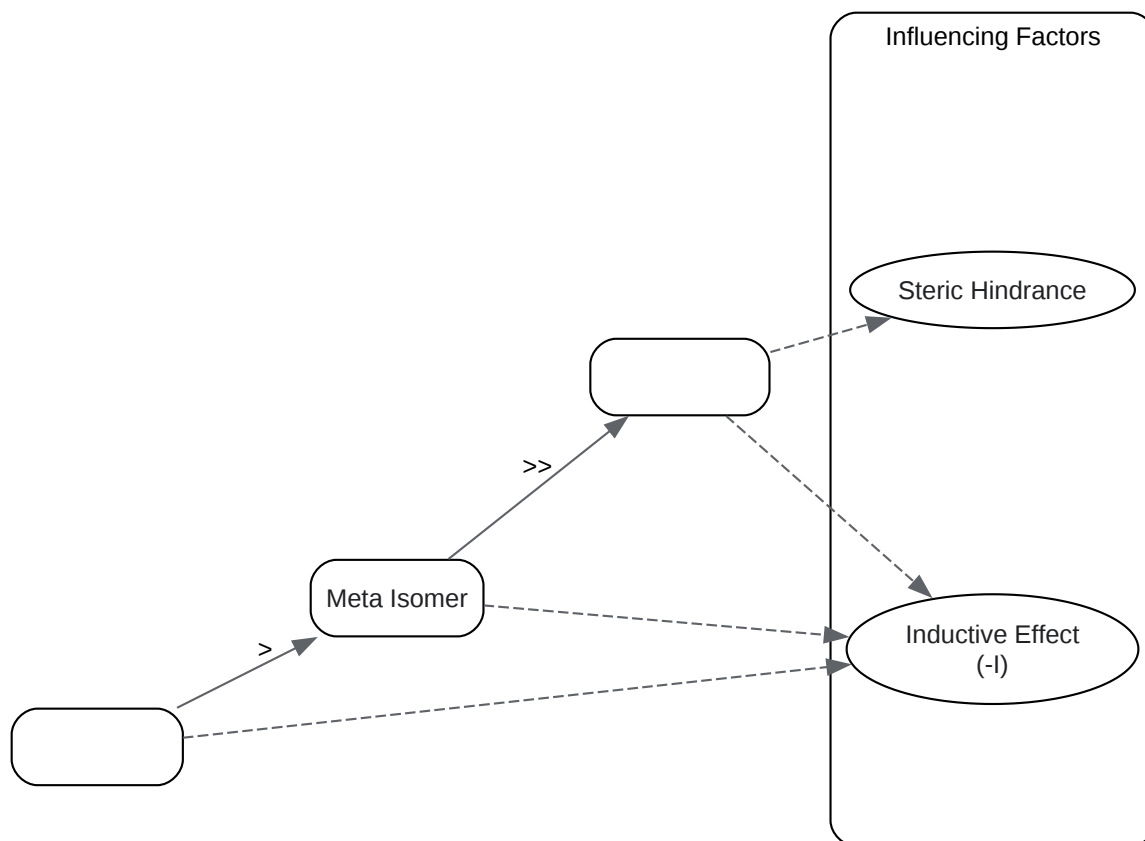 Influencing Factors
Steric Hindrance
>>
Meta Isomer
>
Inductive Effect
(-I)